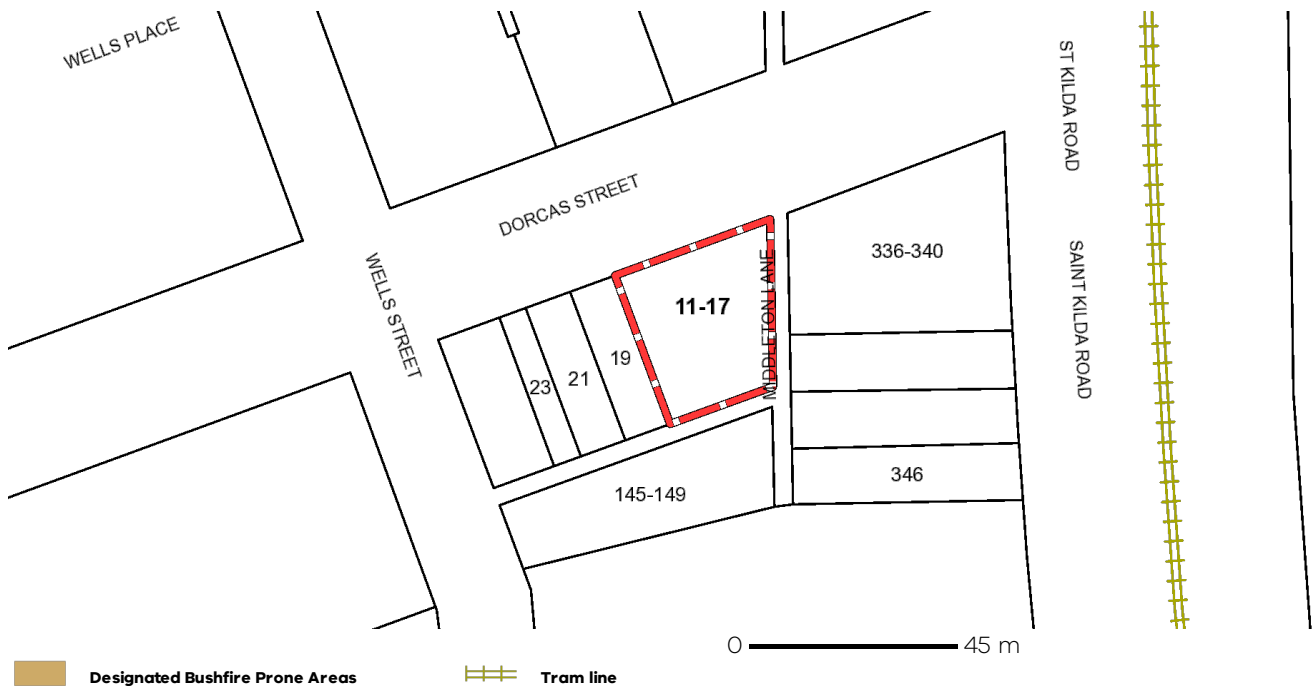 WELLS PLACE
ST KILDA ROAD
DORCAS STREET
336-340
WELLS STREET
MIDDLETON LANE
SAINT KILDA ROAD
11-17
19
21
23
346
145-149
0 45 m
Designated Bushfire Prone Areas
Tram line